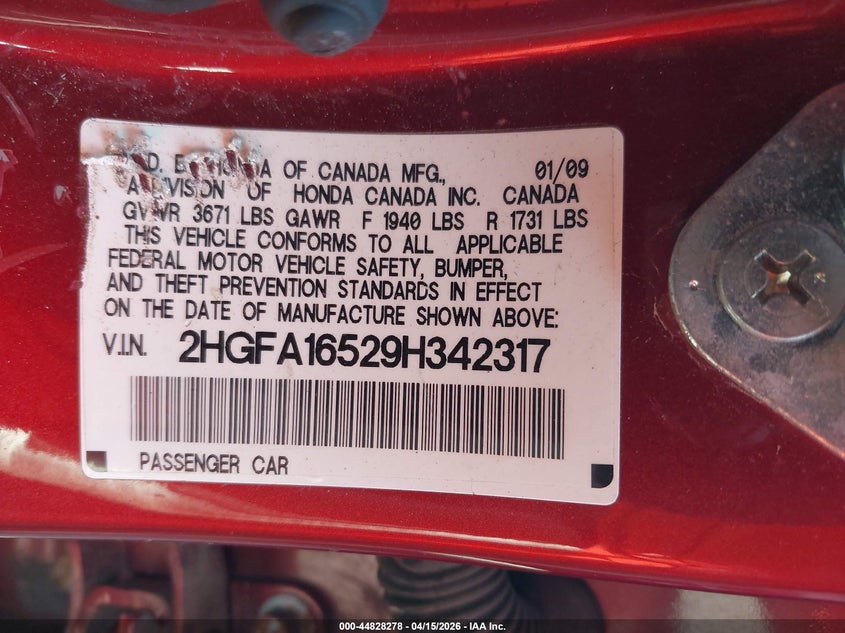 OF CANADA MFG., 01/09
OF HONDA CANADA INC. CANADA
GVWR 3671 LBS GAWR F 1940 LBS R 1731 LBS
THIS VEHICLE CONFORMS TO ALL APPLICABLE
FEDERAL MOTOR VEHICLE SAFETY, BUMPER,
AND THEFT PREVENTION STANDARDS IN EFFECT
ON THE DATE OF MANUFACTURE SHOWN ABOVE:
V.I.N. 2HGFA16529H342317
PASSENGER CAR
000-44828278 - 04/15/2026 - IAA Inc.